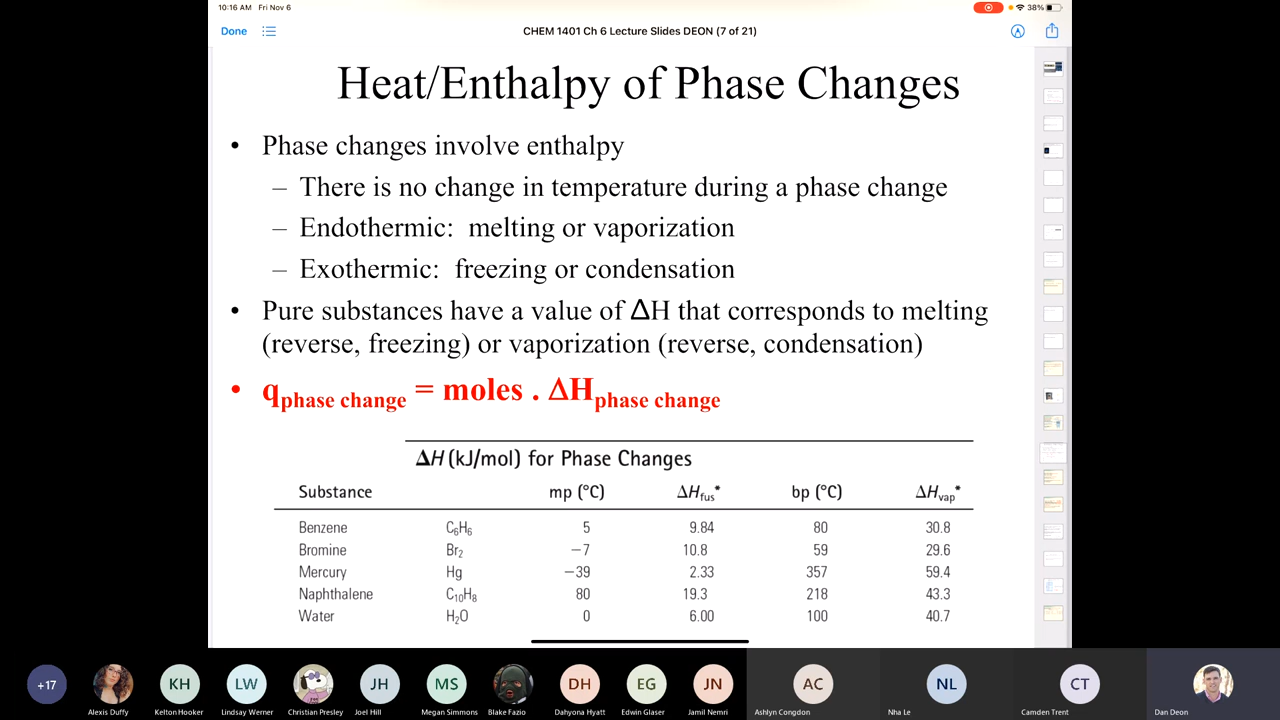 10:16 AM Fri Nov 6
38%
Done
CHEM 1401 Ch 6 Lecture Slides DEON (7 of 21)
Heat/Enthalpy of Phase Changes
• Phase changes involve enthalpy
– There is no change in temperature during a phase change
– Endothermic: melting or vaporization
– Exothermic: freezing or condensation
• Pure substances have a value of ΔH that corresponds to melting
(reverse, freezing) or vaporization (reverse, condensation)
• qphase change = moles . ΔHphase change
ΔH (kJ/mol) for Phase Changes
Substance mp (°C) ΔHfus* bp (°C) ΔHvap*
Benzene C6H6 5 9.84 80 30.8
Bromine Br2 −7 10.8 59 29.6
Mercury Hg −39 2.33 357 59.4
Naphthalene C10H8 80 19.3 218 43.3
Water H2O 0 6.00 100 40.7
+17 KH LW JH MS DH EG JN AC NL CT
Alexis Duffy Kelton Hooker Lindsay Werner Christian Presley Joel Hill Megan Simmons Blake Fazio Dahyona Hyatt Edwin Glaser Jamil Nemri Ashlyn Congdon Nha Le Camden Trent Dan Deon